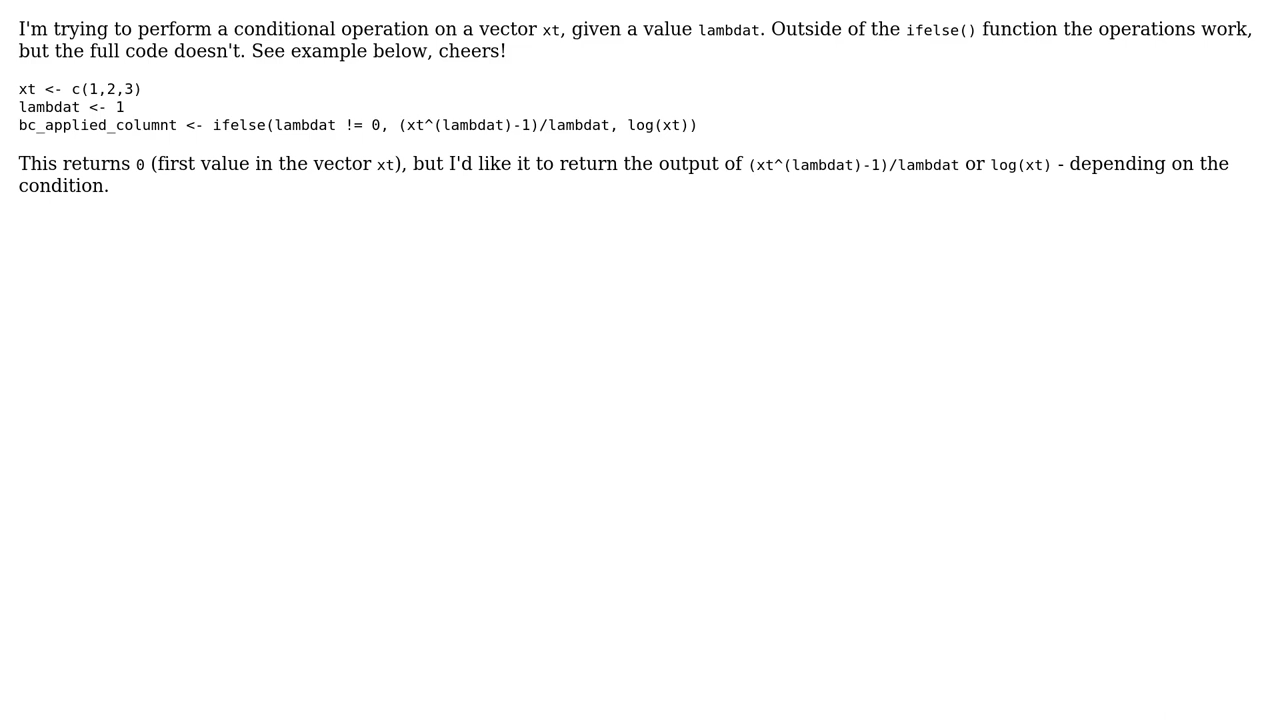 I'm trying to perform a conditional operation on a vector xt, given a value lambdat. Outside of the ifelse() function the operations work,
but the full code doesn't. See example below, cheers!
xt <- c(1,2,3)
lambdat <- 1
bc_applied_columnt <- ifelse(lambdat != 0, (xt^(lambdat)-1)/lambdat, log(xt))
This returns 0 (first value in the vector xt), but I'd like it to return the output of (xt^(lambdat)-1)/lambdat or log(xt) - depending on the
condition.